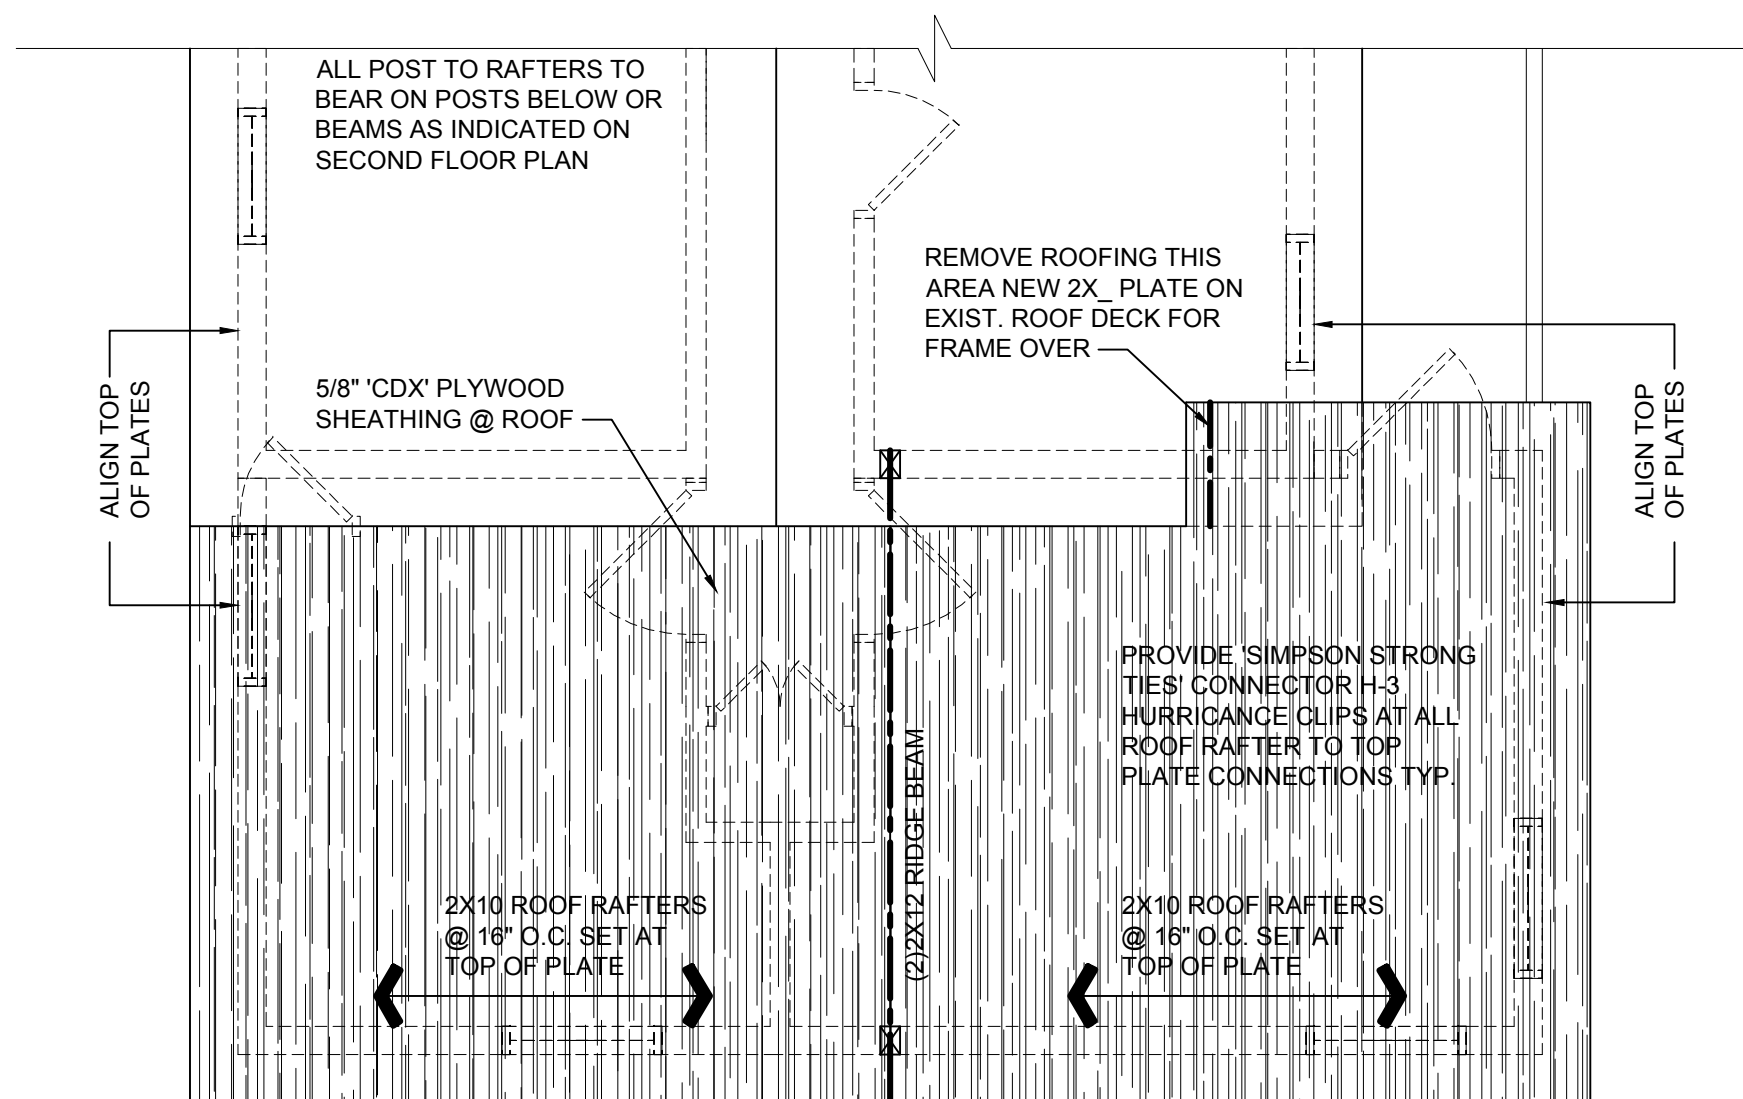 ALL POST TO RAFTERS TO
BEAR ON POSTS BELOW OR
BEAMS AS INDICATED ON
SECOND FLOOR PLAN
REMOVE ROOFING THIS
AREA NEW 2X_ PLATE ON
EXIST. ROOF DECK FOR
FRAME OVER
ALIGN TOP
OF PLATES
5/8" 'CDX' PLYWOOD
SHEATHING @ ROOF
ALIGN TOP
OF PLATES
PROVIDE 'SIMPSON STRONG
TIES' CONNECTOR H-3
HURRICANCE CLIPS AT ALL
ROOF RAFTER TO TOP
PLATE CONNECTIONS TYP.
(2)2X12 RIDGE BEAM
2X10 ROOF RAFTERS
@ 16" O.C. SET AT
TOP OF PLATE
2X10 ROOF RAFTERS
@ 16" O.C. SET AT
TOP OF PLATE